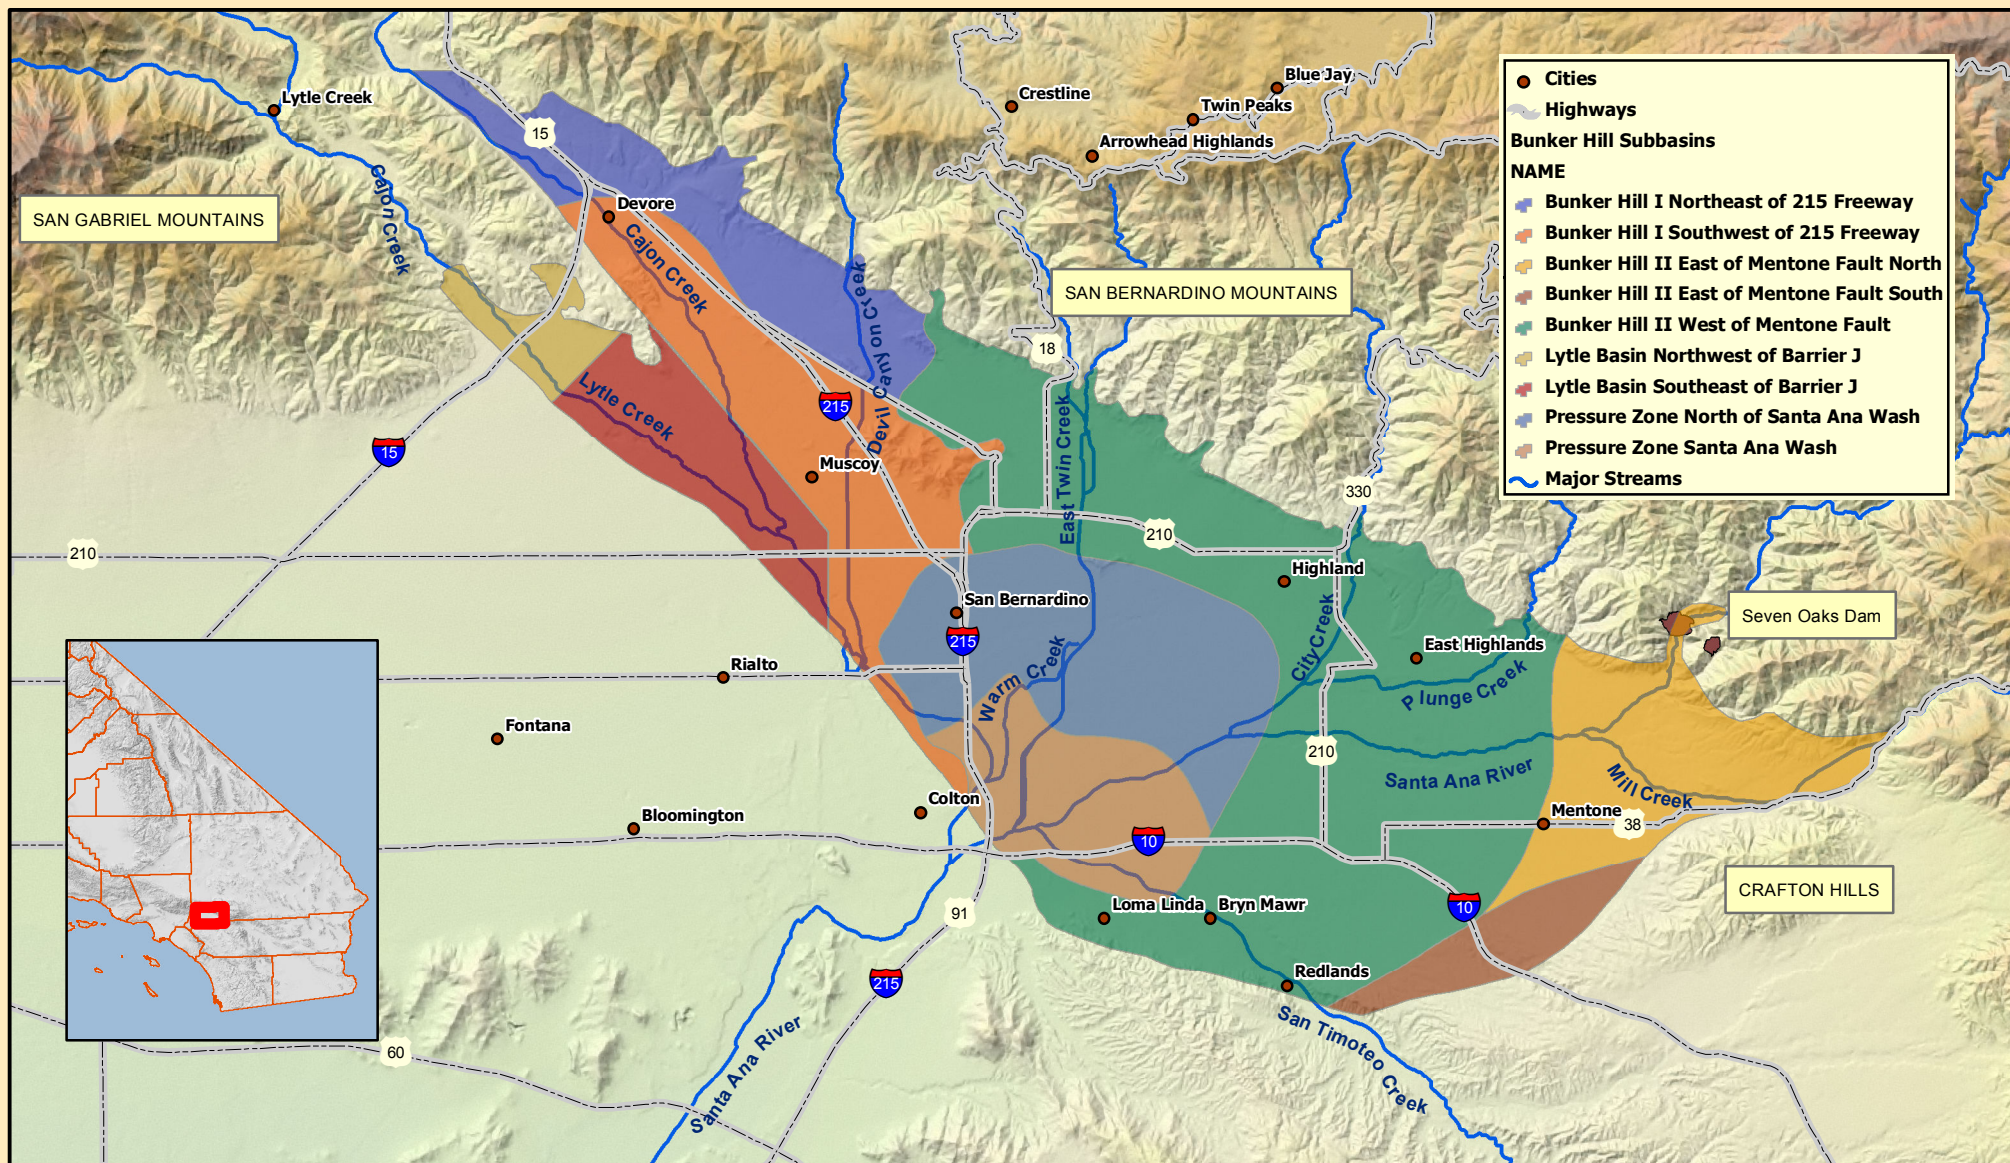 Cities
Highways
Bunker Hill Subbasins
NAME
Bunker Hill I Northeast of 215 Freeway
Bunker Hill I Southwest of 215 Freeway
Bunker Hill II East of Mentone Fault North
Bunker Hill II East of Mentone Fault South
Bunker Hill II West of Mentone Fault
Lytle Basin Northwest of Barrier J
Lytle Basin Southeast of Barrier J
Pressure Zone North of Santa Ana Wash
Pressure Zone Santa Ana Wash
Major Streams
Blue Jay
Lytle Creek
Crestline
Twin Peaks
15
Arrowhead Highlands
Cajon Creek
SAN GABRIEL MOUNTAINS
Devore
Cajon Creek
SAN BERNARDINO MOUNTAINS
Devil Canyon Creek
18
Lytle Creek
215
East Twin Creek
15
Muscoy
330
210
210
Highland
San Bernardino
City Creek
Seven Oaks Dam
215
East Highlands
Rialto
Warm Creek
Plunge Creek
Fontana
210
Santa Ana River
Mill Creek
Colton
Bloomington
Mentone
38
10
CRAFTON HILLS
Loma Linda
Bryn Mawr
10
91
Redlands
215
San Timoteo Creek
Santa Ana River
60